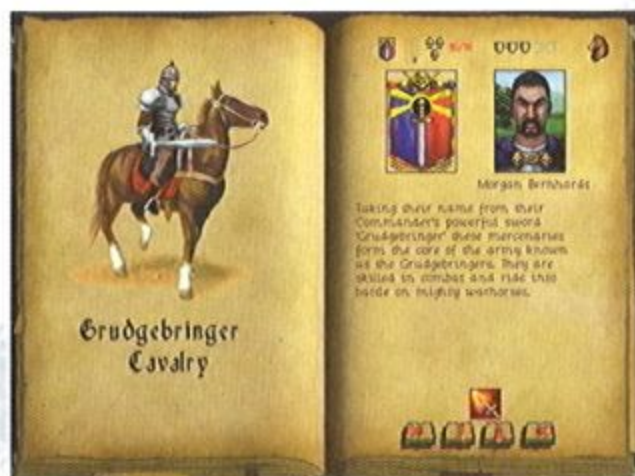 Grudgebringer
Cavalry
Morgan Bernhardt
Taking their name from their
Commander's powerful sword
'Grudgebringer' these mercenaries
form the core of the army known
as the Grudgebringers. They are
skilled in combat and ride into
battle on mighty warhorses.